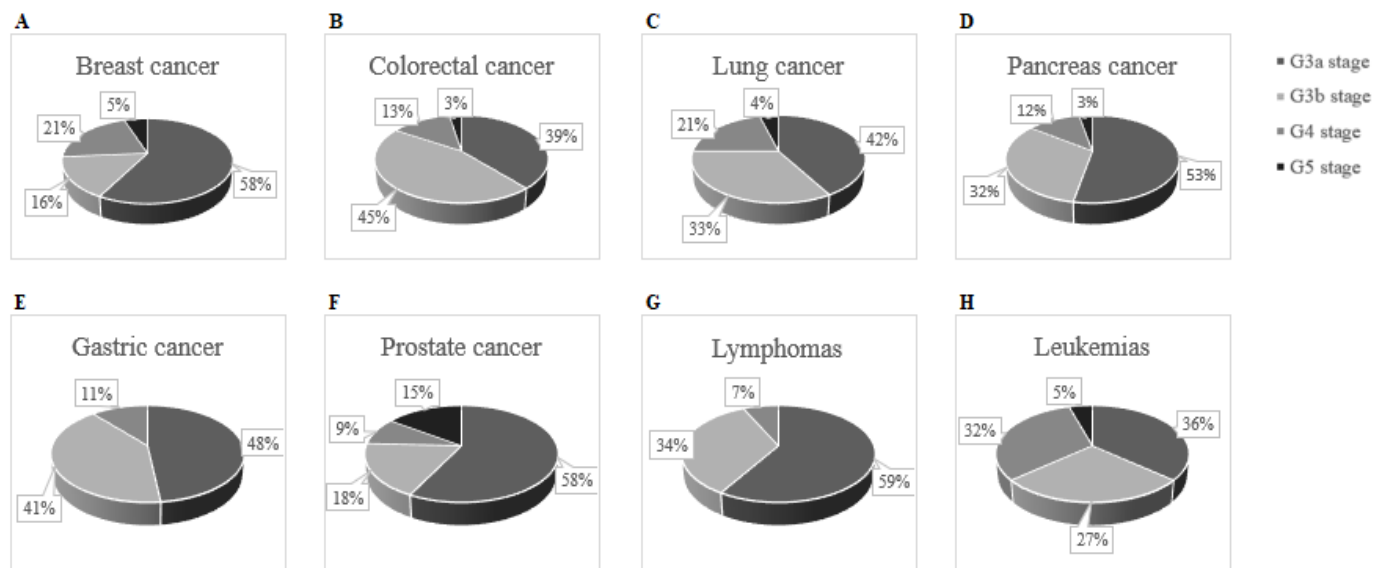 A
Breast cancer
5%
21%
16%
58%
B
Colorectal cancer
13%
3%
39%
45%
C
Lung cancer
4%
21%
42%
33%
D
Pancreas cancer
12%
3%
53%
32%
G3a stage
G3b stage
G4 stage
G5 stage
E
Gastric cancer
11%
48%
41%
F
Prostate cancer
15%
9%
18%
58%
G
Lymphomas
7%
34%
59%
H
Leukemias
5%
32%
36%
27%